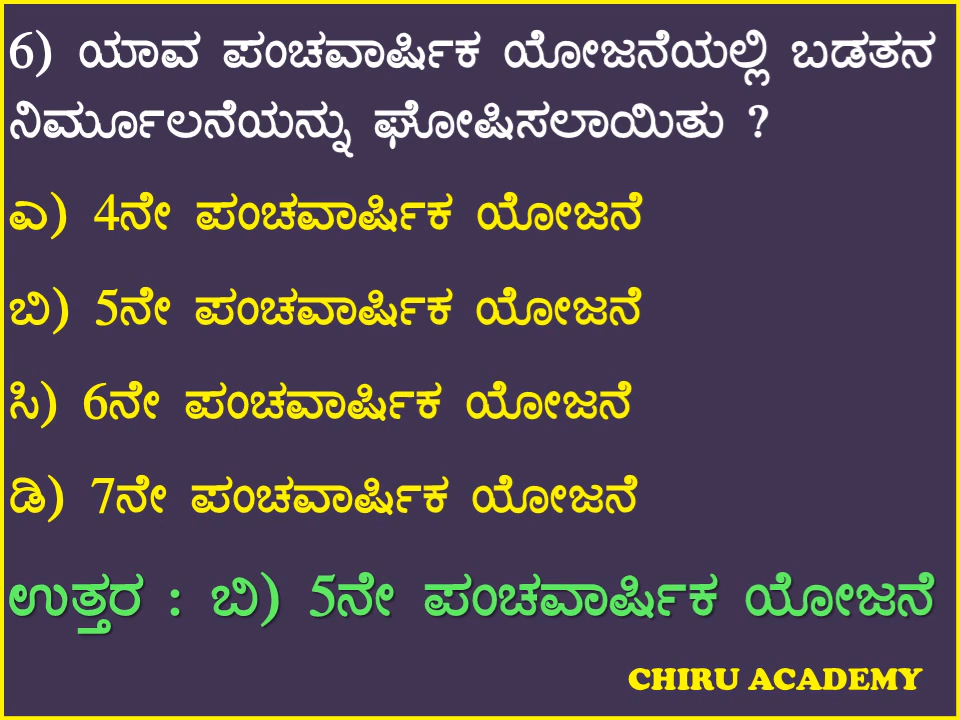 6) ಯಾವ ಪಂಚವಾರ್ಷಿಕ ಯೋಜನೆಯಲ್ಲಿ ಬಡತನ
ನಿರ್ಮೂಲನೆಯನ್ನು ಘೋಷಿಸಲಾಯಿತು ?
ಎ) 4ನೇ ಪಂಚವಾರ್ಷಿಕ ಯೋಜನೆ
ಬಿ) 5ನೇ ಪಂಚವಾರ್ಷಿಕ ಯೋಜನೆ
ಸಿ) 6ನೇ ಪಂಚವಾರ್ಷಿಕ ಯೋಜನೆ
ಡಿ) 7ನೇ ಪಂಚವಾರ್ಷಿಕ ಯೋಜನೆ
ಉತ್ತರ : ಬಿ) 5ನೇ ಪಂಚವಾರ್ಷಿಕ ಯೋಜನೆ
CHIRU ACADEMY